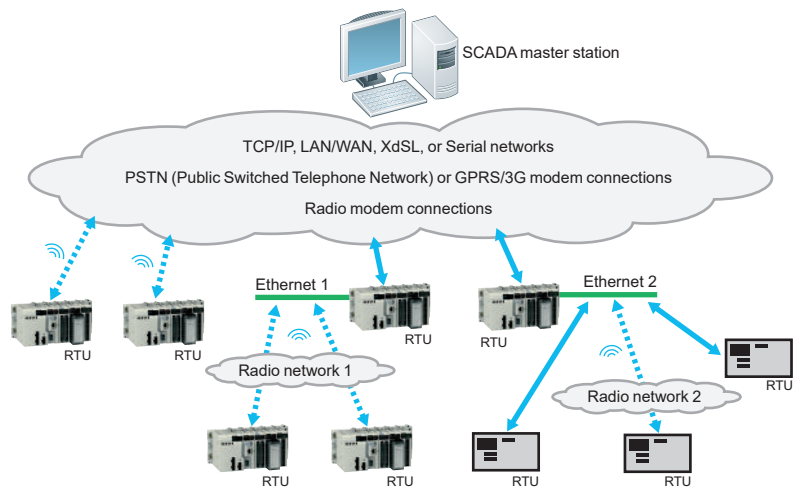 SCADA master station
TCP/IP, LAN/WAN, XdSL, or Serial networks
PSTN (Public Switched Telephone Network) or GPRS/3G modem connections
Radio modem connections
Ethernet 1
Ethernet 2
RTU
RTU
RTU
RTU
Radio network 1
RTU
Radio network 2
RTU
RTU
RTU
RTU